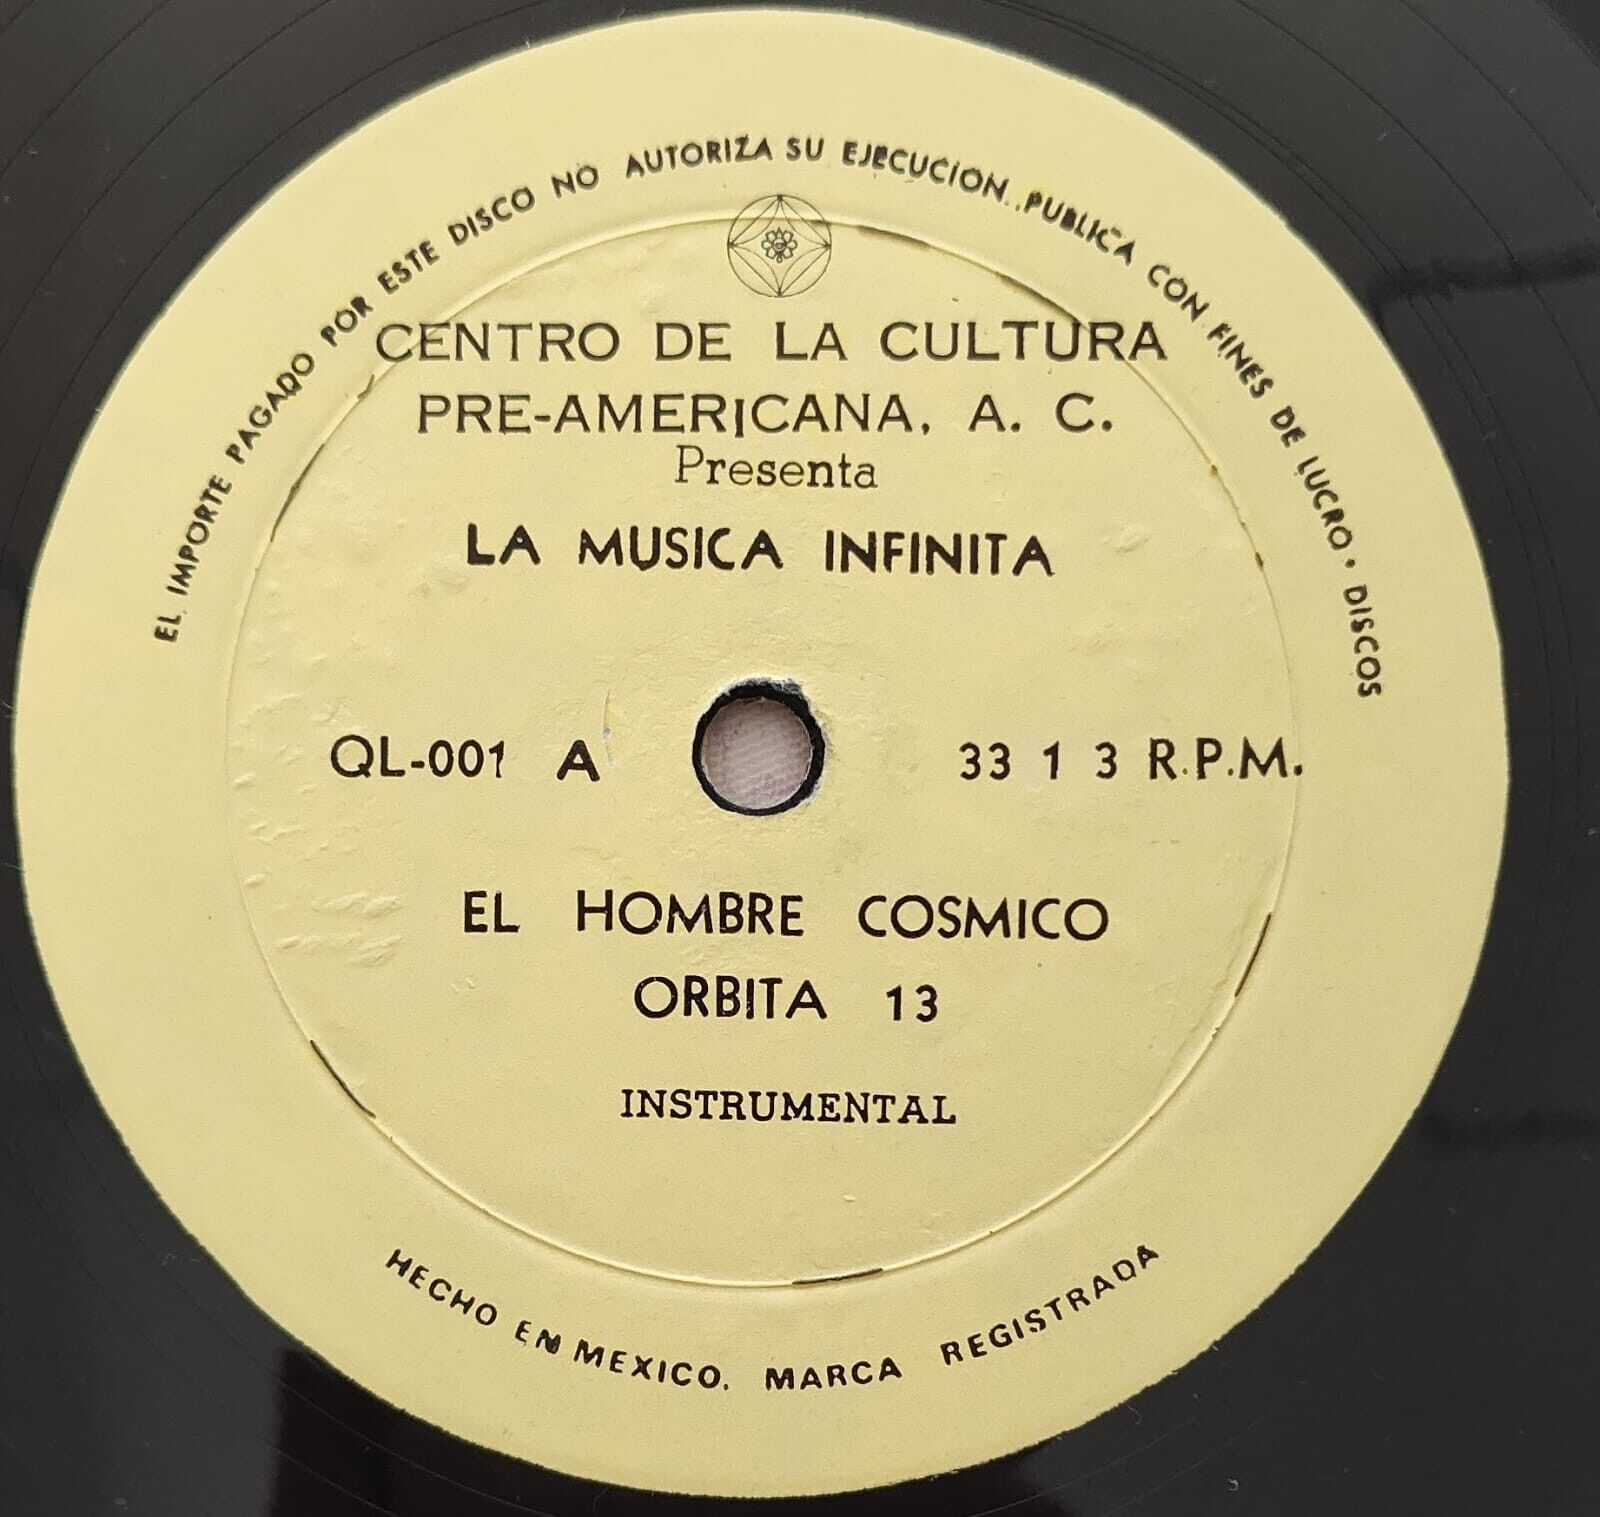 EL IMPORTE PAGADO POR ESTE DISCO NO AUTORIZA SU EJECUCION..PUBLICA CON FINES DE LUCRO • DISCOS
CENTRO DE LA CULTURA
PRE-AMERICANA, A. C.
Presenta
LA MUSICA INFINITA
QL-001 A
33 1 3 R.P.M.
EL HOMBRE COSMICO
ORBITA 13
INSTRUMENTAL
HECHO EN MEXICO. MARCA REGISTRADA